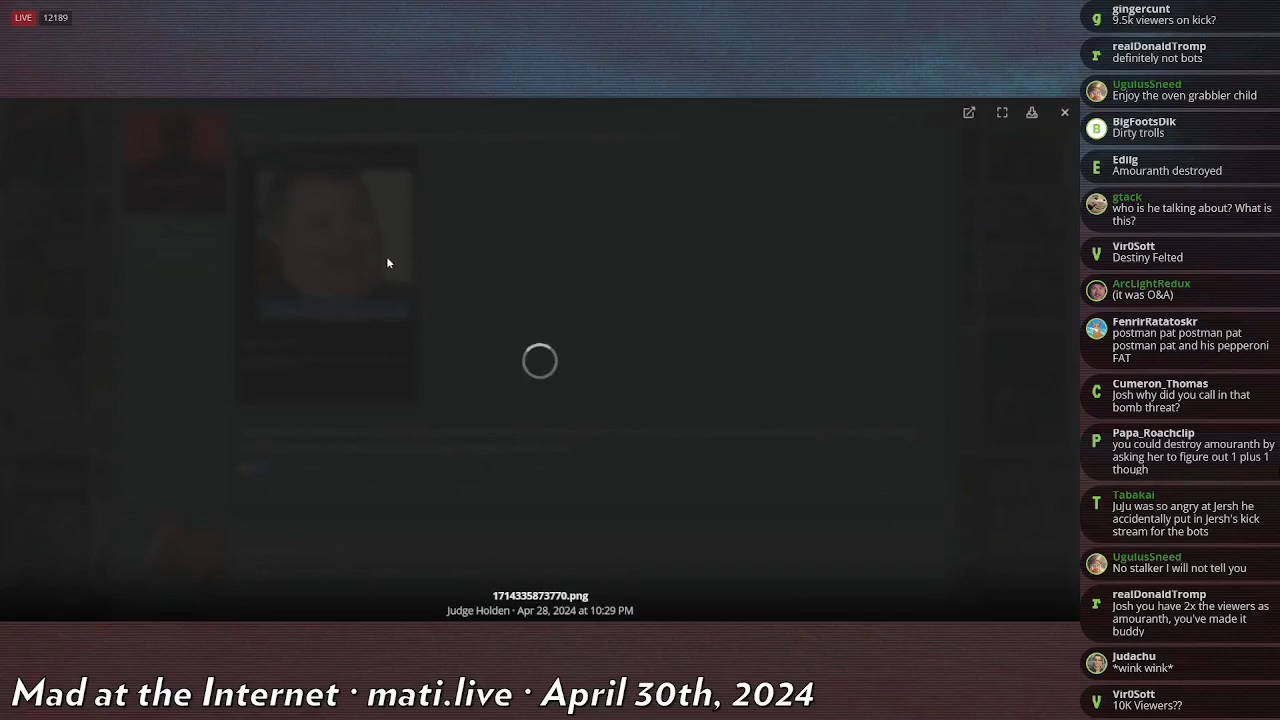 LIVE 12189
gingercunt
9.5k viewers on kick?
realDonaldTromp
definitely not bots
UgulusSneed
Enjoy the oven grabbler child
B
BigFootsDik
Dirty trolls
E
Edilg
Amouranth destroyed
gtack
who is he talking about? What is
this?
V
Vir0Soft
Destiny Felted
ArcLightRedux
(it was O&A)
FenrirRatatoskr
postman pat postman pat
postman pat and his pepperoni
FAT
C
Cumeron_Thomas
Josh why did you call in that
bomb threat?
P
Papa_Roachclip
you could destroy amouranth by
asking her to figure out 1 plus 1
though
T
Tabakai
JuJu was so angry at Jersh he
accidentally put in Jersh's kick
stream for the bots
UgulusSneed
No stalker I will not tell you
r
realDonaldTromp
Josh you have 2x the viewers as
amouranth, you've made it
buddy
Judachu
*wink wink*
V
Vir0Soft
10K Viewers??
1714335873770.png
Judge Holden · Apr 28, 2024 at 10:29 PM
Mad at the Internet · mati.live · April 30th, 2024